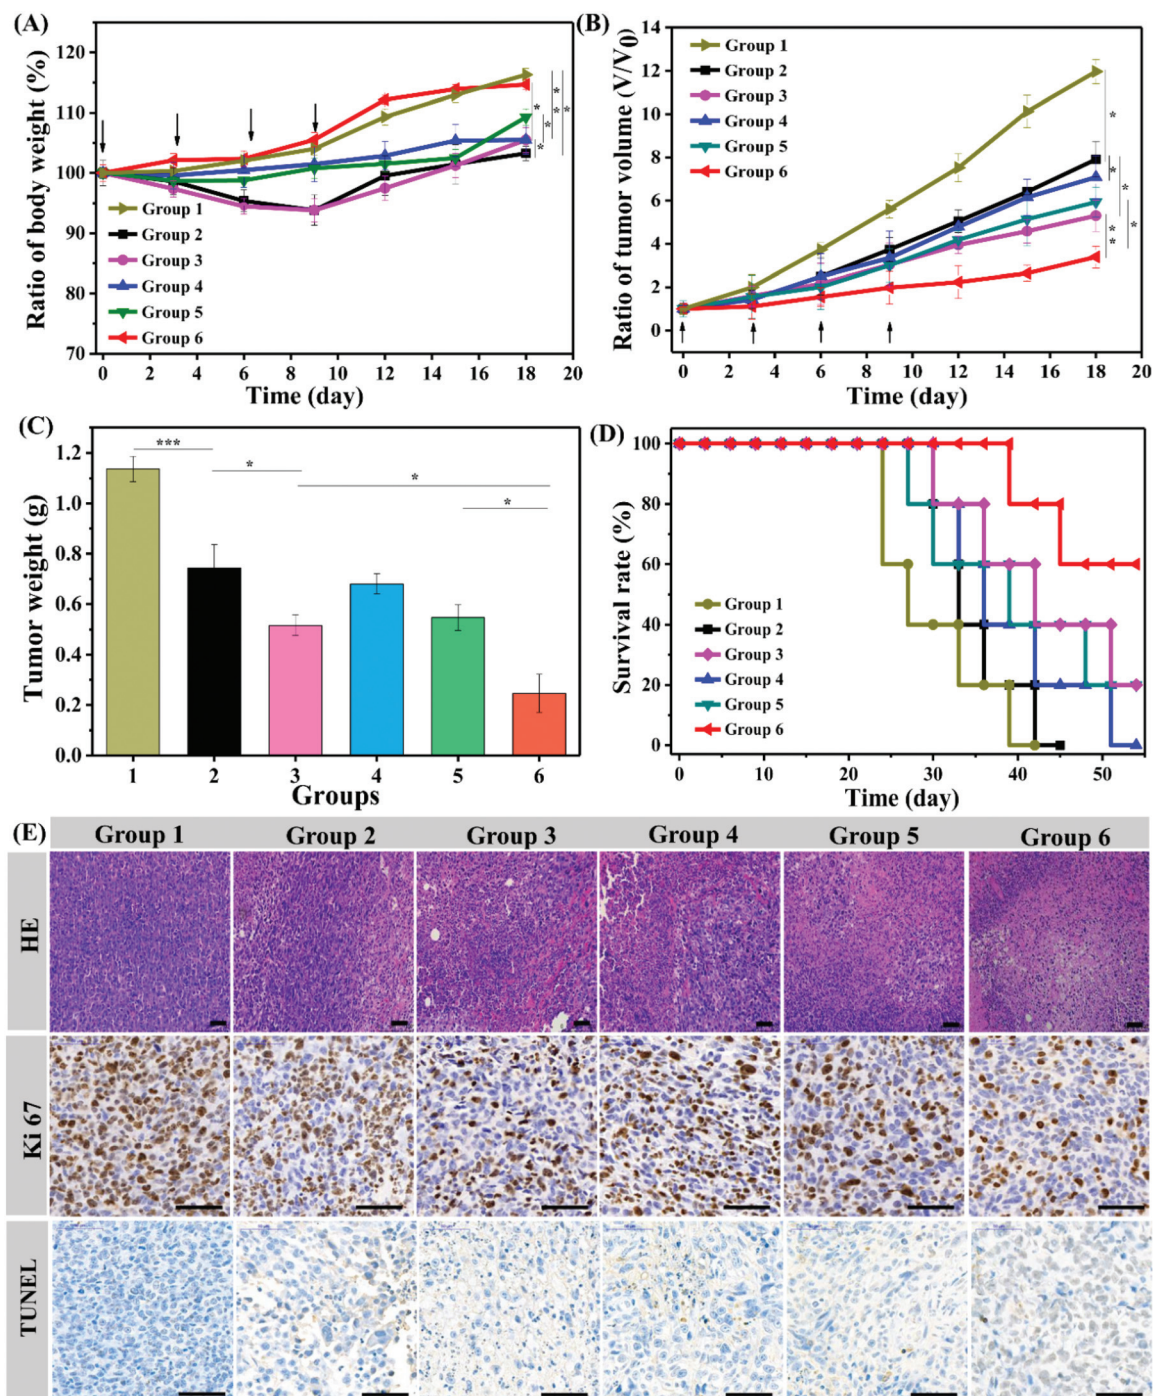 (A)
Ratio of body weight (%)
120
110
100
90
80
70
Group 1
Group 2
Group 3
Group 4
Group 5
Group 6
* *
*
*
*
*
*
0 2 4 6 8 10 12 14 16 18 20
Time (day)
(B)
Ratio of tumor volume (V/V0)
14
12
10
8
6
4
2
0
Group 1
Group 2
Group 3
Group 4
Group 5
Group 6
*
*
*
*
* *
0 2 4 6 8 10 12 14 16 18 20
Time (day)
(C)
Tumor weight (g)
1.2
1.0
0.8
0.6
0.4
0.2
0.0
***
*
*
*
1 2 3 4 5 6
Groups
(D)
Survival rate (%)
100
80
60
40
20
0
Group 1
Group 2
Group 3
Group 4
Group 5
Group 6
0 10 20 30 40 50
Time (day)
(E)
Group 1 Group 2 Group 3 Group 4 Group 5 Group 6
HE
Ki 67
TUNEL